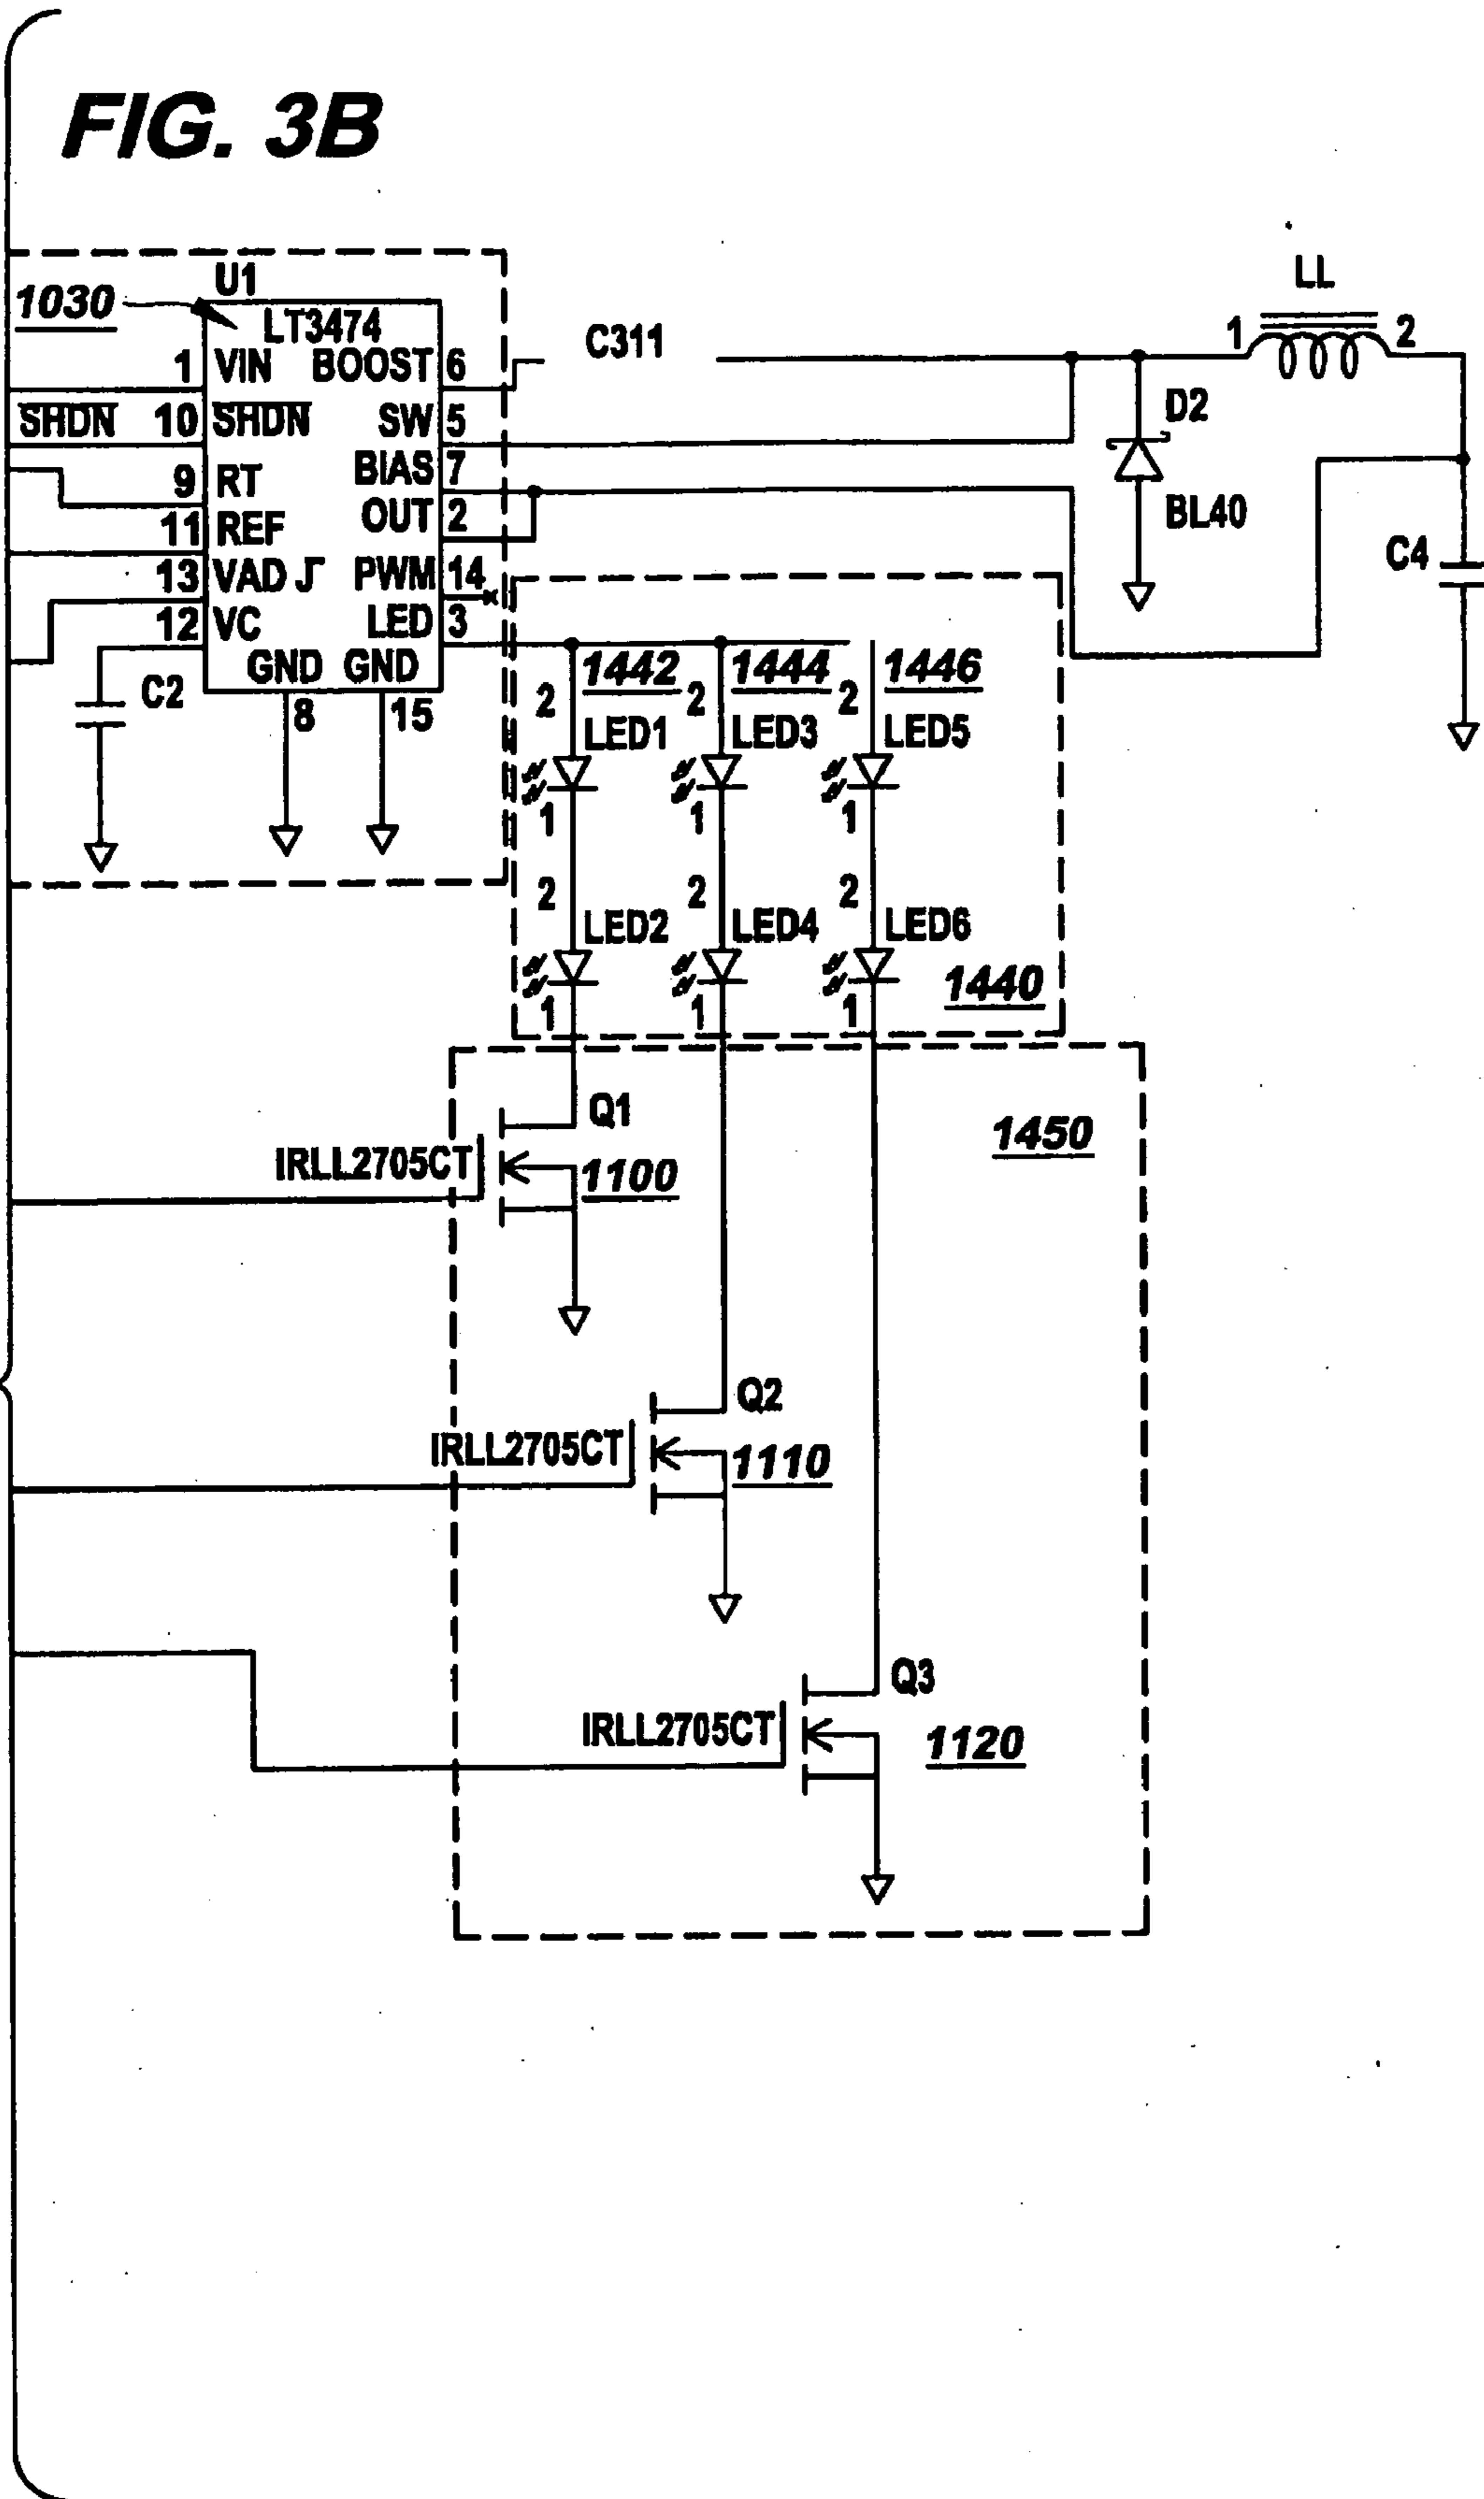 FIG. 3B
LL
U1
1030
LT3474
C311
1 2
1 VIN BOOST 6
D2
SHDN 10 SHDN SW 5
BIAS 7
9 RT
BL40
OUT 2
11 REF
C4
13 VADJ PWM 14
12 VC LED 3
GND GND
1442 1444 1446
C2
2 2 2
8 15
LED1 LED3 LED5
1 1 1
2 2 2
LED2 LED4 LED6
1440
1 1 1
Q1
1450
IRLL2705CT
1100
Q2
IRLL2705CT
1110
Q3
IRLL2705CT
1120